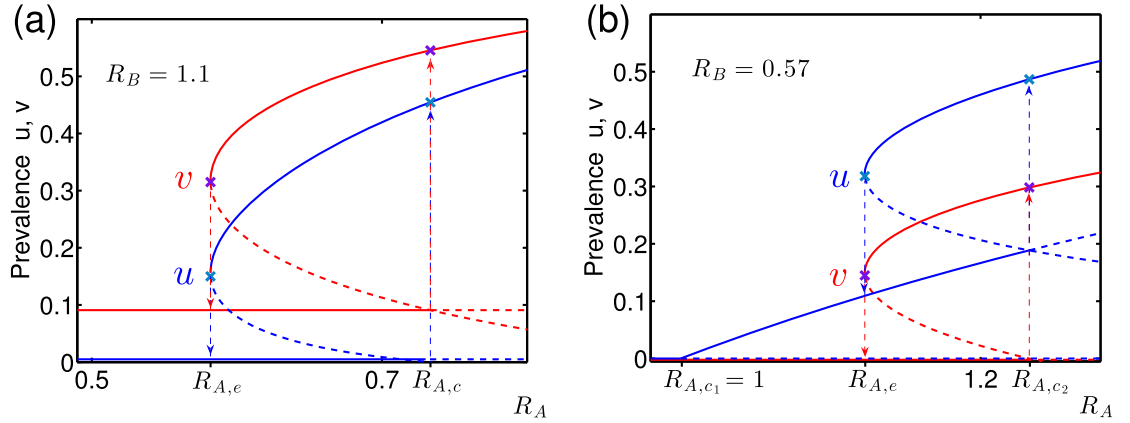 (a)
R_B = 1.1
Prevalence u, v
0.5
0.4
0.3
0.2
0.1
0
v
u
0.5
R_{A,e}
0.7
R_{A,c}
R_A
(b)
R_B = 0.57
Prevalence u, v
0.5
0.4
0.3
0.2
0.1
0
u
v
R_{A,c_1} = 1
R_{A,e}
1.2
R_{A,c_2}
R_A